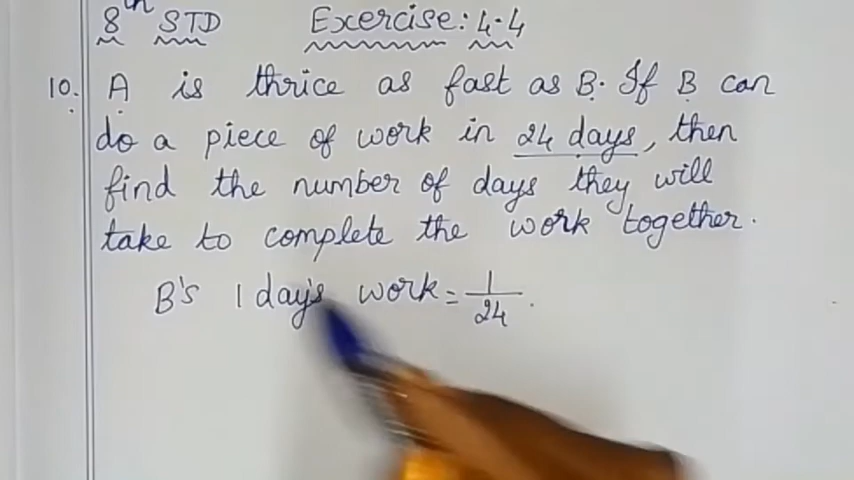 8th STD Exercise: 4.4
10. A is thrice as fast as B. If B can
do a piece of work in 24 days, then
find the number of days they will
take to complete the work together.
B's 1 day's work = 1/24.